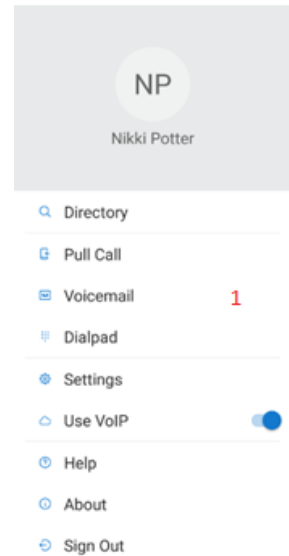 NP
Nikki Potter
Directory
Pull Call
Voicemail 1
Dialpad
Settings
Use VoIP
Help
About
Sign Out